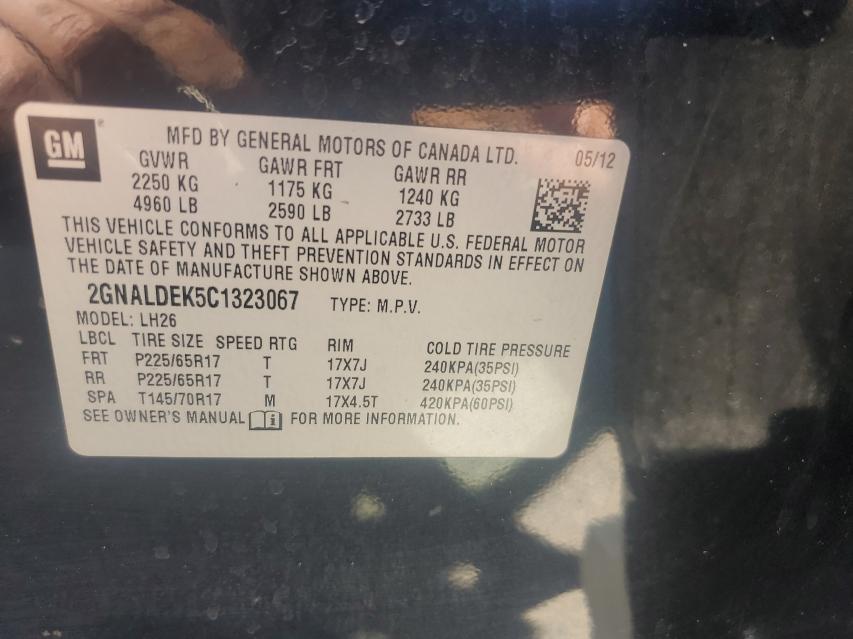 GM
MFD BY GENERAL MOTORS OF CANADA LTD. 05/12
GVWR GAWR FRT GAWR RR
2250 KG 1175 KG 1240 KG
4960 LB 2590 LB 2733 LB
THIS VEHICLE CONFORMS TO ALL APPLICABLE U.S. FEDERAL MOTOR
VEHICLE SAFETY AND THEFT PREVENTION STANDARDS IN EFFECT ON
THE DATE OF MANUFACTURE SHOWN ABOVE.
2GNALDEK5C1323067 TYPE: M.P.V.
MODEL: LH26
LBCL TIRE SIZE SPEED RTG RIM COLD TIRE PRESSURE
FRT P225/65R17 T 17X7J 240KPA(35PSI)
RR P225/65R17 T 17X7J 240KPA(35PSI)
SPA T145/70R17 M 17X4.5T 420KPA(60PSI)
SEE OWNER'S MANUAL i FOR MORE INFORMATION.